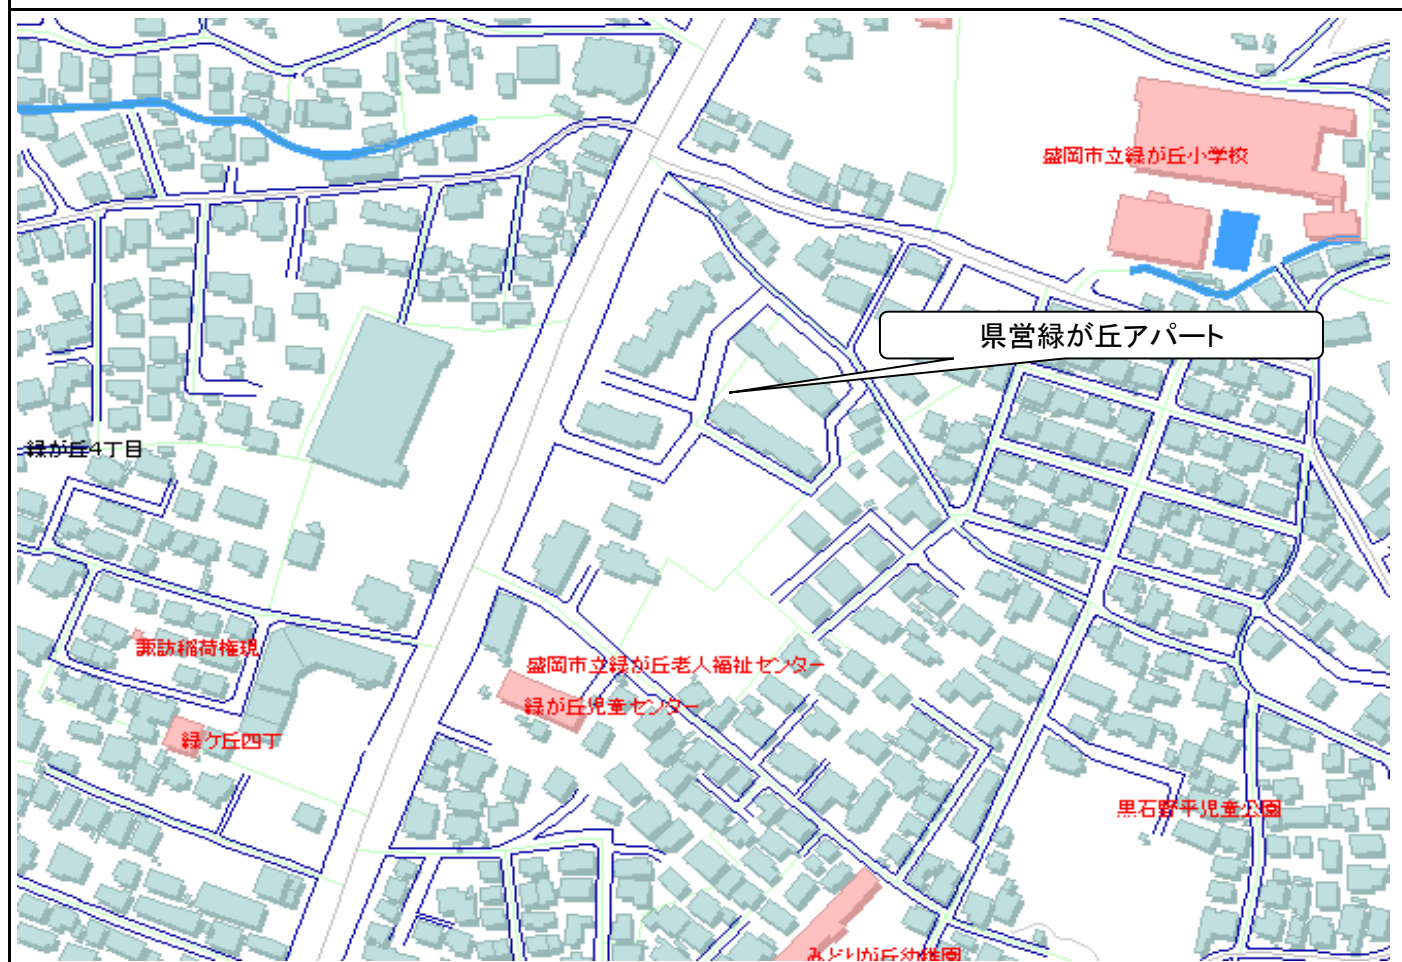 盛岡市立緑が丘小学校
県営緑が丘アパート
緑が丘4丁目
諏訪稲荷権現
盛岡市立緑が丘老人福祉センター
緑が丘児童センター
緑ケ丘四丁
黒石野平児童公園
みどりが丘幼稚園